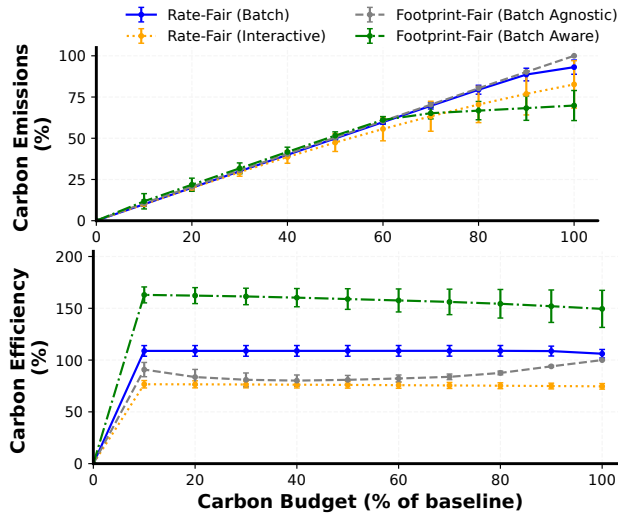 Rate-Fair (Batch)
Rate-Fair (Interactive)
Footprint-Fair (Batch Agnostic)
Footprint-Fair (Batch Aware)
Carbon Emissions
(%)
100
75
50
25
0
0 20 40 60 80 100
Carbon Efficiency
(%)
200
150
100
50
0
0 20 40 60 80 100
Carbon Budget (% of baseline)